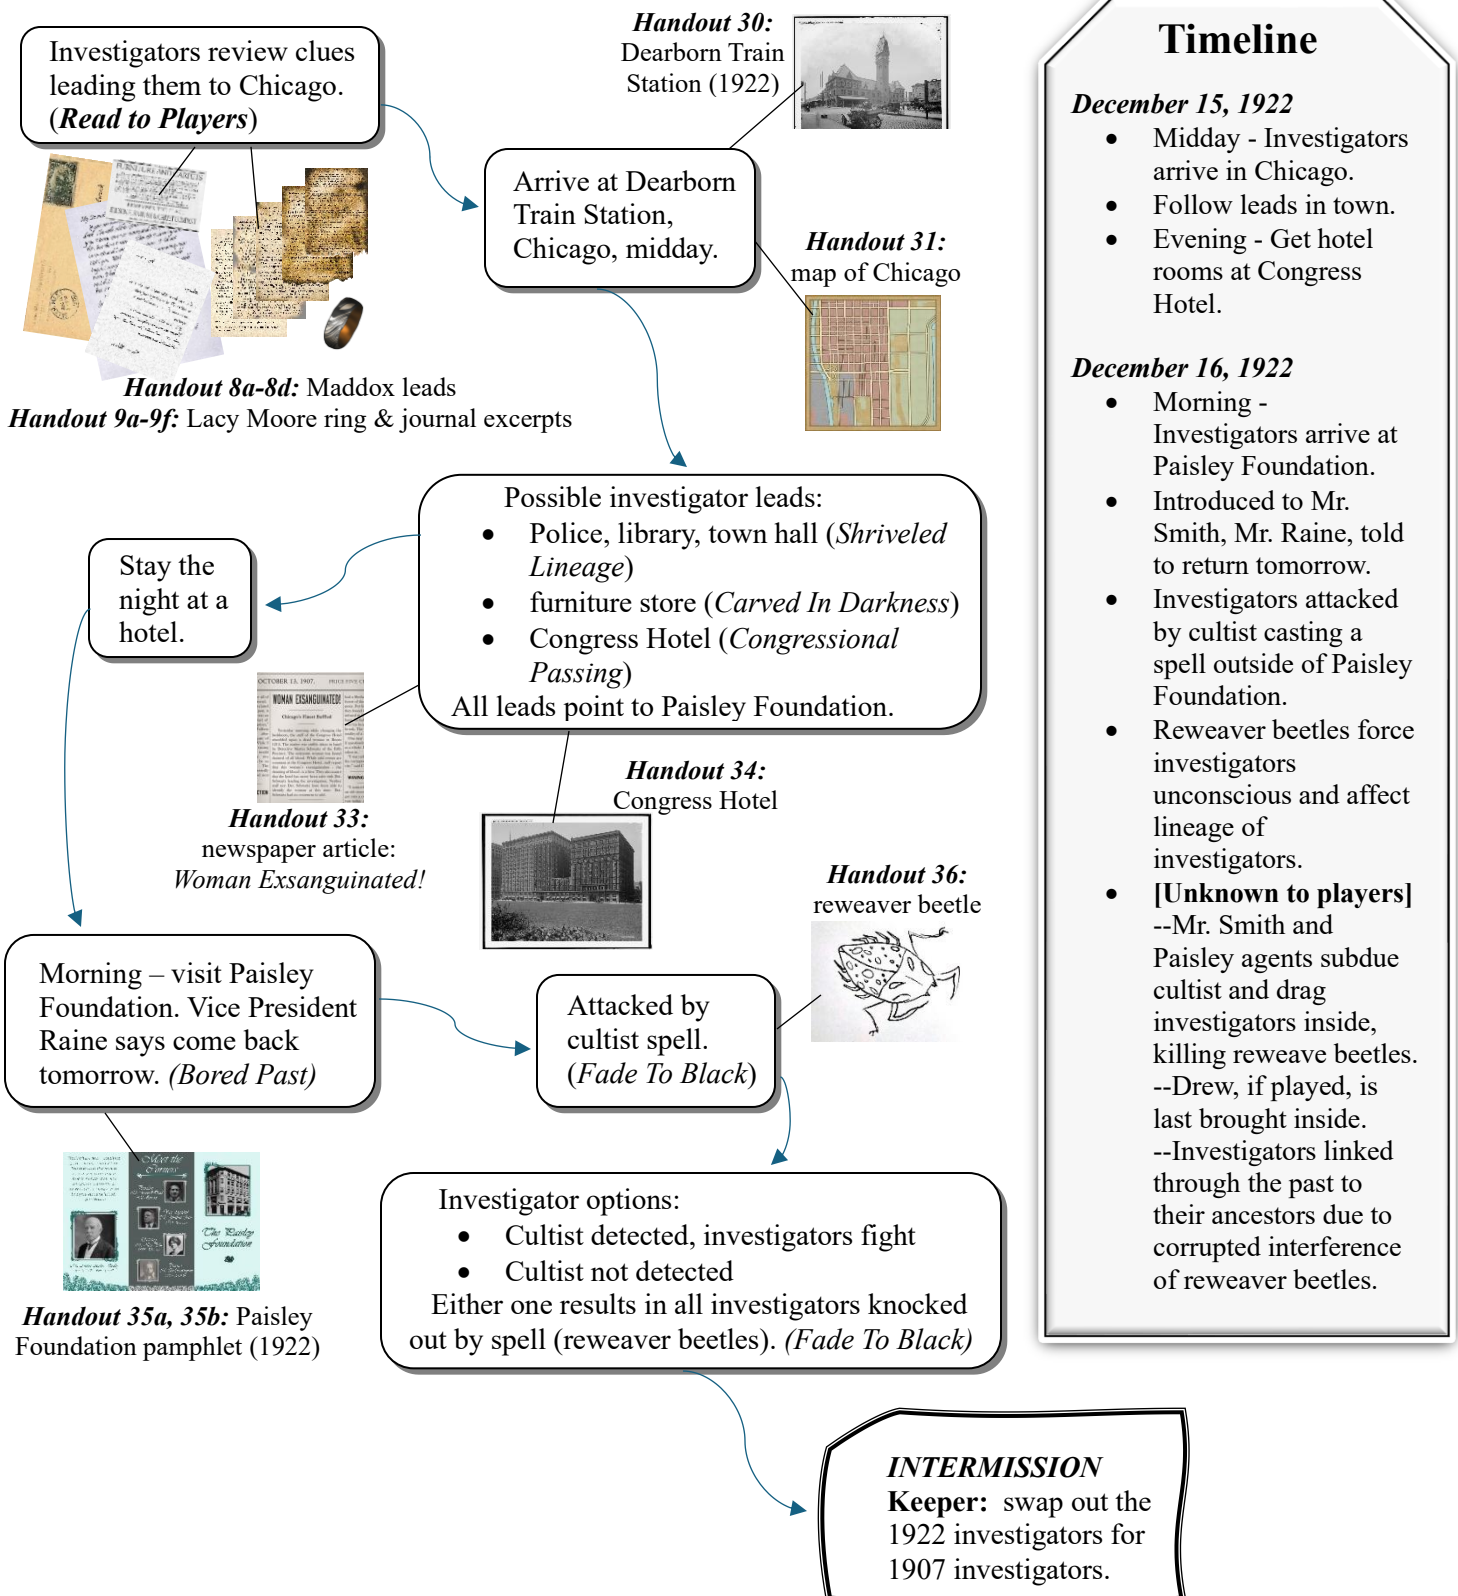 Investigators review clues
leading them to Chicago.
(Read to Players)
Handout 8a-8d: Maddox leads
Handout 9a-9f: Lacy Moore ring & journal excerpts
Handout 30:
Dearborn Train
Station (1922)
Arrive at Dearborn
Train Station,
Chicago, midday.
Handout 31:
map of Chicago
Possible investigator leads:
• Police, library, town hall (Shriveled
Lineage)
• furniture store (Carved In Darkness)
• Congress Hotel (Congressional
Passing)
All leads point to Paisley Foundation.
Stay the
night at a
hotel.
OCTOBER 13, 1907.
WOMAN EXSANGUINATED!
Chicago's Finest Baffled!
Handout 33:
newspaper article:
Woman Exsanguinated!
Handout 34:
Congress Hotel
Handout 36:
reweaver beetle
Morning – visit Paisley
Foundation. Vice President
Raine says come back
tomorrow. (Bored Past)
Attacked by
cultist spell.
(Fade To Black)
Meet the
The Paisley
Foundation
Handout 35a, 35b: Paisley
Foundation pamphlet (1922)
Investigator options:
• Cultist detected, investigators fight
• Cultist not detected
Either one results in all investigators knocked
out by spell (reweaver beetles). (Fade To Black)
INTERMISSION
Keeper: swap out the
1922 investigators for
1907 investigators.
Timeline
December 15, 1922
• Midday - Investigators
arrive in Chicago.
• Follow leads in town.
• Evening - Get hotel
rooms at Congress
Hotel.
December 16, 1922
• Morning -
Investigators arrive at
Paisley Foundation.
• Introduced to Mr.
Smith, Mr. Raine, told
to return tomorrow.
• Investigators attacked
by cultist casting a
spell outside of Paisley
Foundation.
• Reweaver beetles force
investigators
unconscious and affect
lineage of
investigators.
• [Unknown to players]
--Mr. Smith and
Paisley agents subdue
cultist and drag
investigators inside,
killing reweave beetles.
--Drew, if played, is
last brought inside.
--Investigators linked
through the past to
their ancestors due to
corrupted interference
of reweaver beetles.